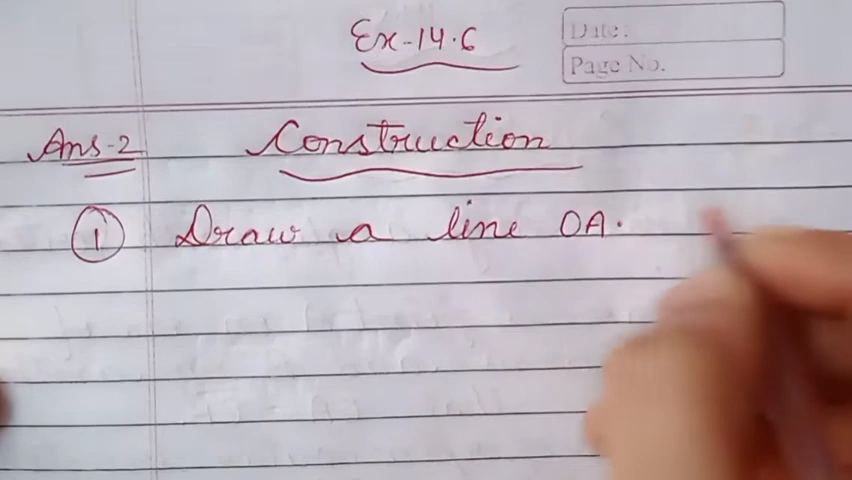 Ex-14.6
Date:
Page No.
Ans-2 Construction
① Draw a line OA.